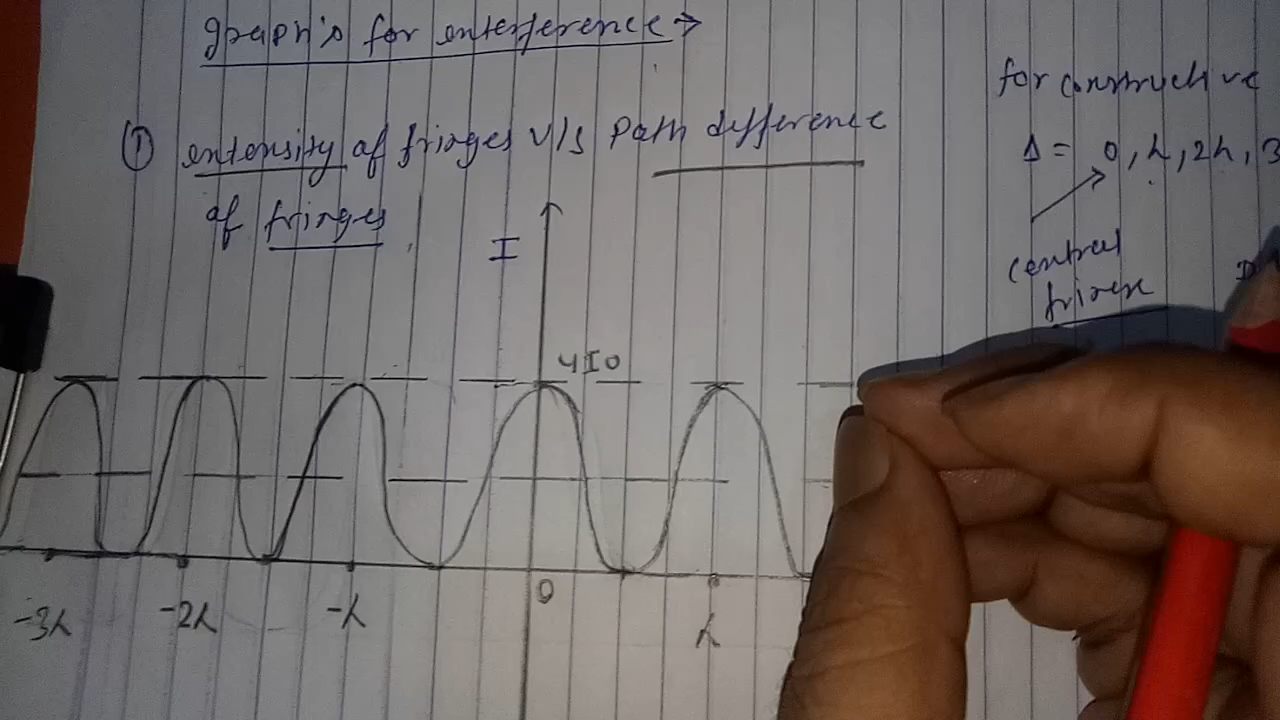 graph's for interference →
① intensity of fringes v/s Path difference
of fringes
for constructive
Δ = 0, λ, 2λ, 3
central
fringe
I
4I0
-3λ -2λ -λ 0 λ